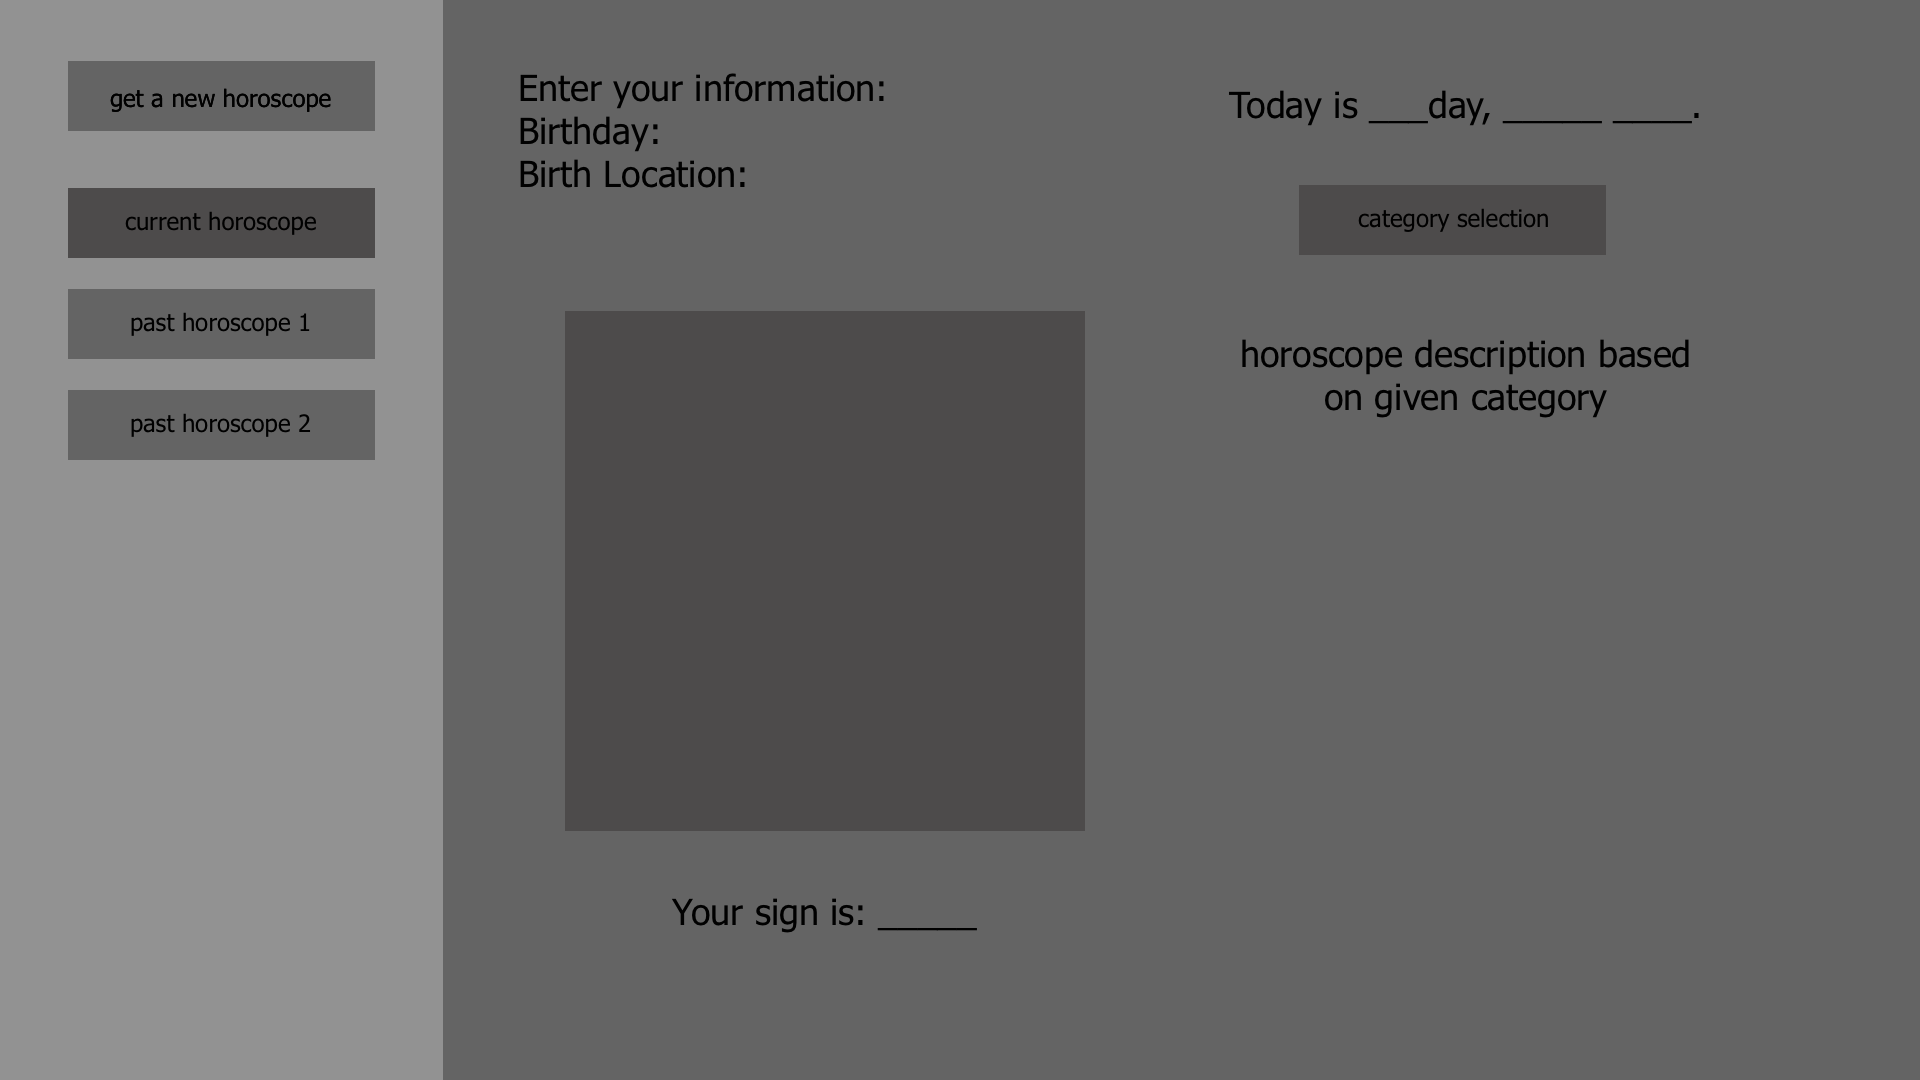 get a new horoscope
current horoscope
past horoscope 1
past horoscope 2
Enter your information:
Birthday:
Birth Location:
Your sign is: _____
Today is ___day, _____ ____.
category selection
horoscope description based
on given category